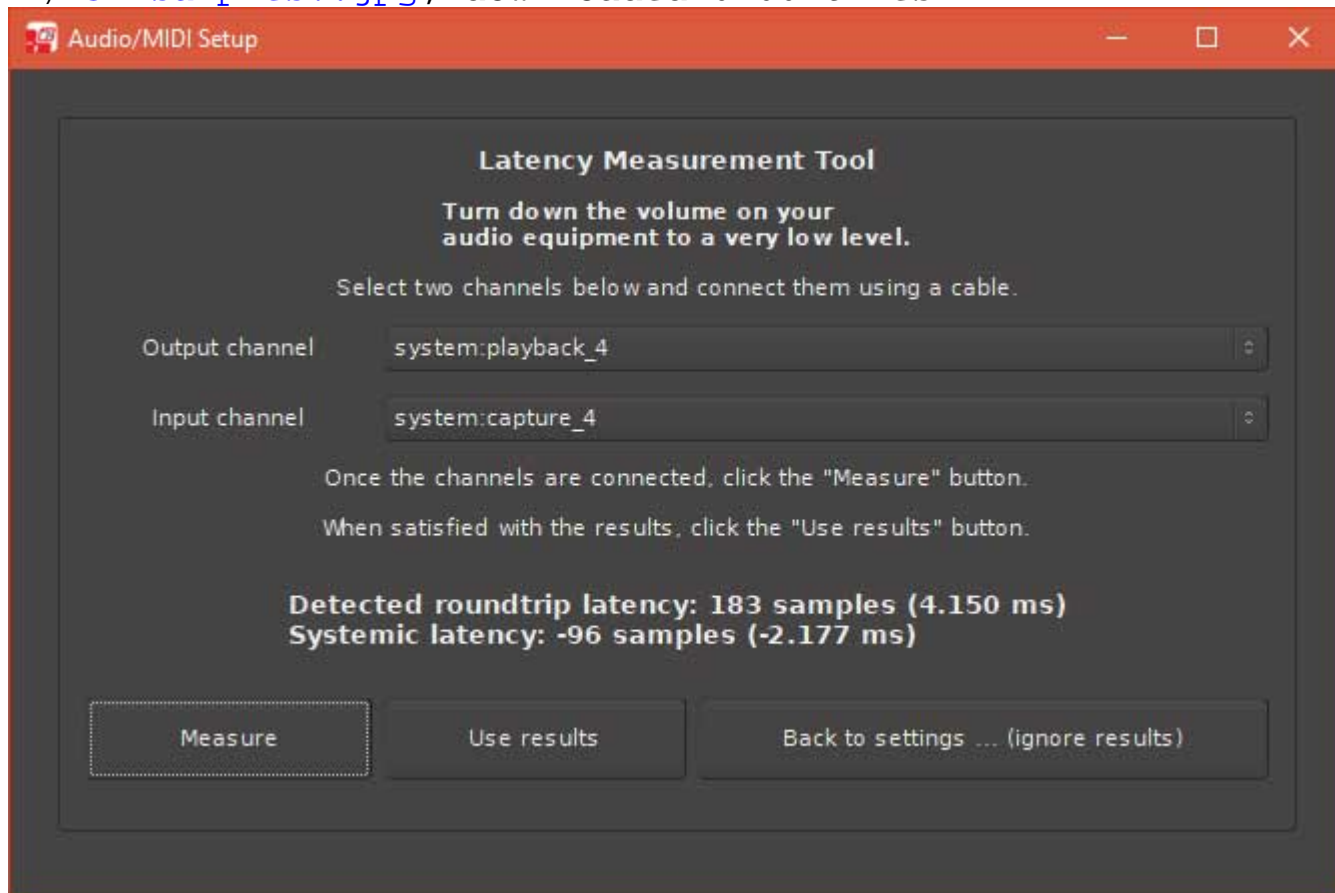 Audio/MIDI Setup
Latency Measurement Tool
Turn down the volume on your
audio equipment to a very low level.
Select two channels below and connect them using a cable.
Output channel system:playback_4
Input channel system:capture_4
Once the channels are connected, click the "Measure" button.
When satisfied with the results, click the "Use results" button.
Detected roundtrip latency: 183 samples (4.150 ms)
Systemic latency: -96 samples (-2.177 ms)
Measure Use results Back to settings ... (ignore results)